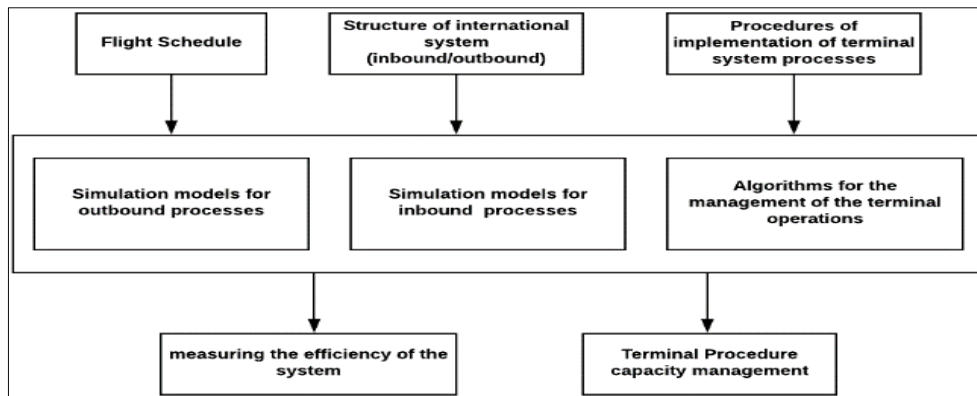 Flight Schedule
Structure of international
system
(inbound/outbound)
Procedures of
implementation of terminal
system processes
Simulation models for
outbound processes
Simulation models for
inbound processes
Algorithms for the
management of the terminal
operations
measuring the efficiency of the
system
Terminal Procedure
capacity management